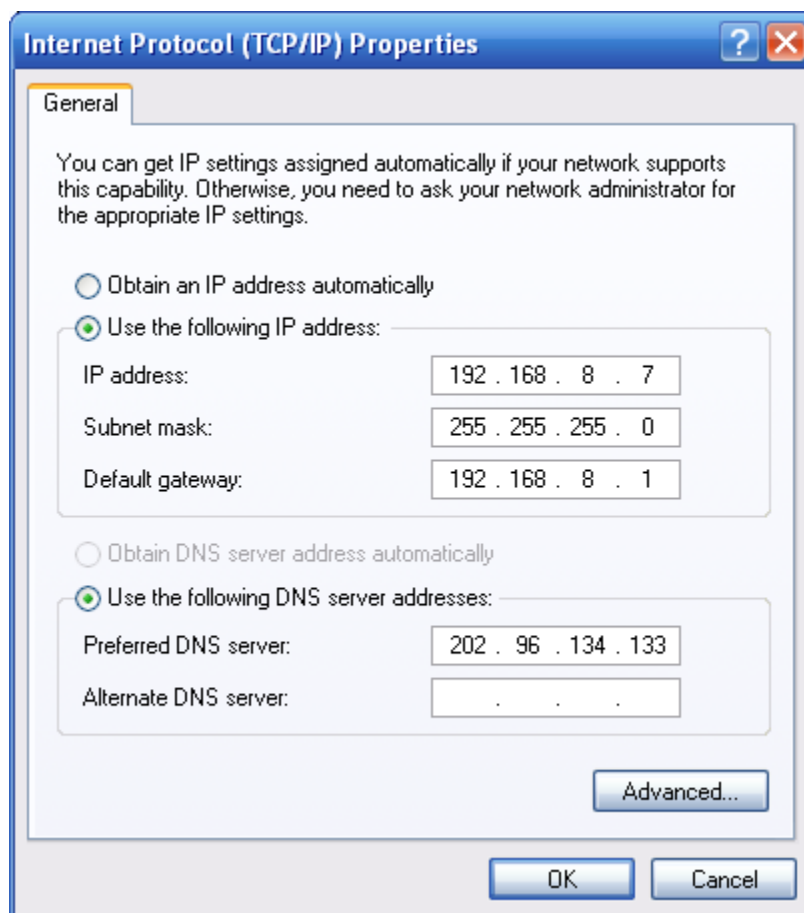 Internet Protocol (TCP/IP) Properties
General
You can get IP settings assigned automatically if your network supports
this capability. Otherwise, you need to ask your network administrator for
the appropriate IP settings.
Obtain an IP address automatically
Use the following IP address:
IP address: 192 . 168 . 8 . 7
Subnet mask: 255 . 255 . 255 . 0
Default gateway: 192 . 168 . 8 . 1
Obtain DNS server address automatically
Use the following DNS server addresses:
Preferred DNS server: 202 . 96 . 134 . 133
Alternate DNS server: . . .
Advanced...
OK Cancel